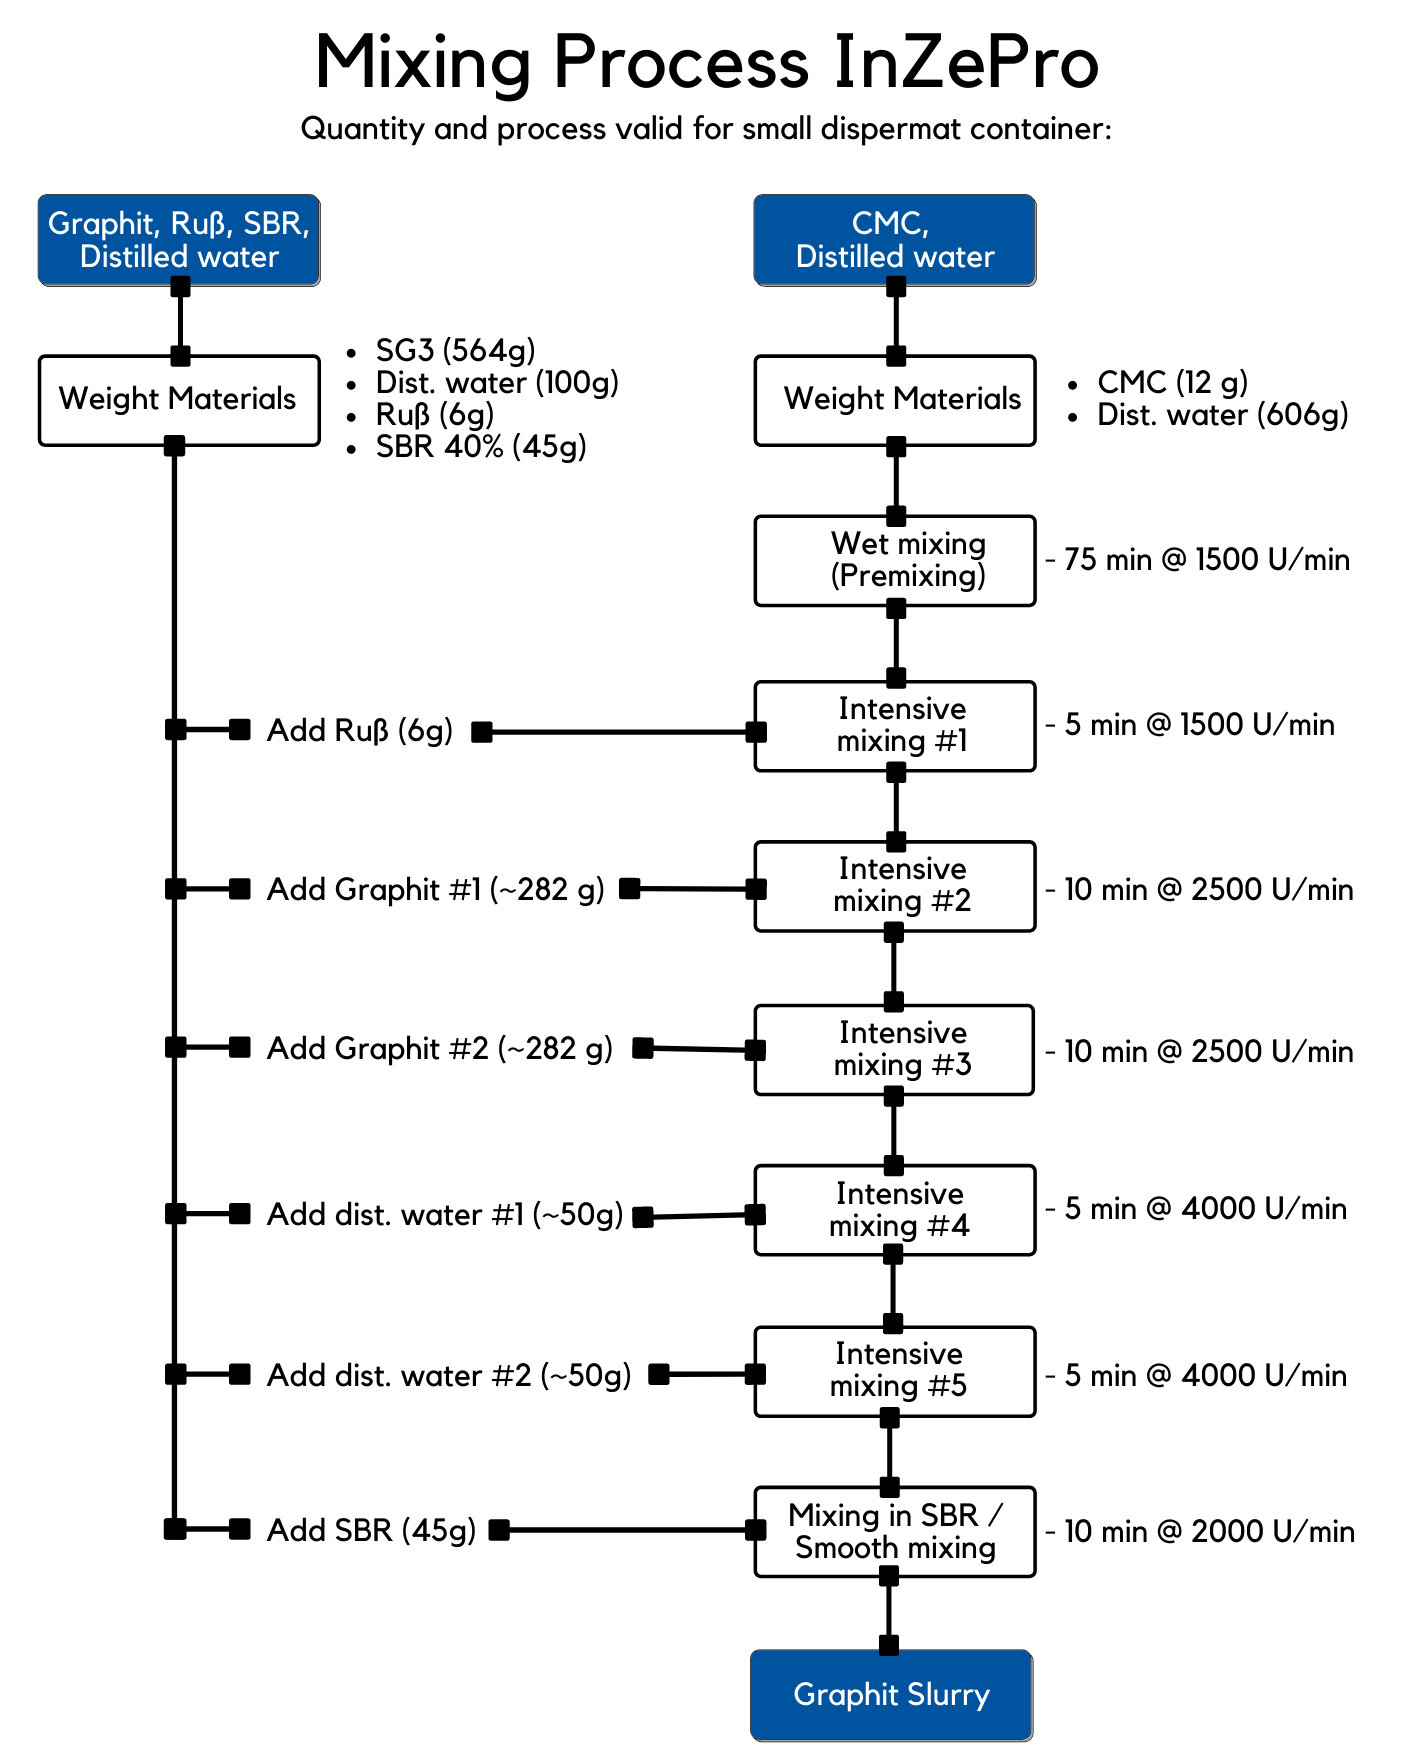 Mixing Process InZePro
Quantity and process valid for small dispermat container:
Graphit, Ruß, SBR,
Distilled water
CMC,
Distilled water
Weight Materials
• SG3 (564g)
• Dist. water (100g)
• Ruß (6g)
• SBR 40% (45g)
Weight Materials
• CMC (12 g)
• Dist. water (606g)
Wet mixing
(Premixing)
- 75 min @ 1500 U/min
Add Ruß (6g)
Intensive
mixing #1
- 5 min @ 1500 U/min
Add Graphit #1 (~282 g)
Intensive
mixing #2
- 10 min @ 2500 U/min
Add Graphit #2 (~282 g)
Intensive
mixing #3
- 10 min @ 2500 U/min
Add dist. water #1 (~50g)
Intensive
mixing #4
- 5 min @ 4000 U/min
Add dist. water #2 (~50g)
Intensive
mixing #5
- 5 min @ 4000 U/min
Add SBR (45g)
Mixing in SBR /
Smooth mixing
- 10 min @ 2000 U/min
Graphit Slurry